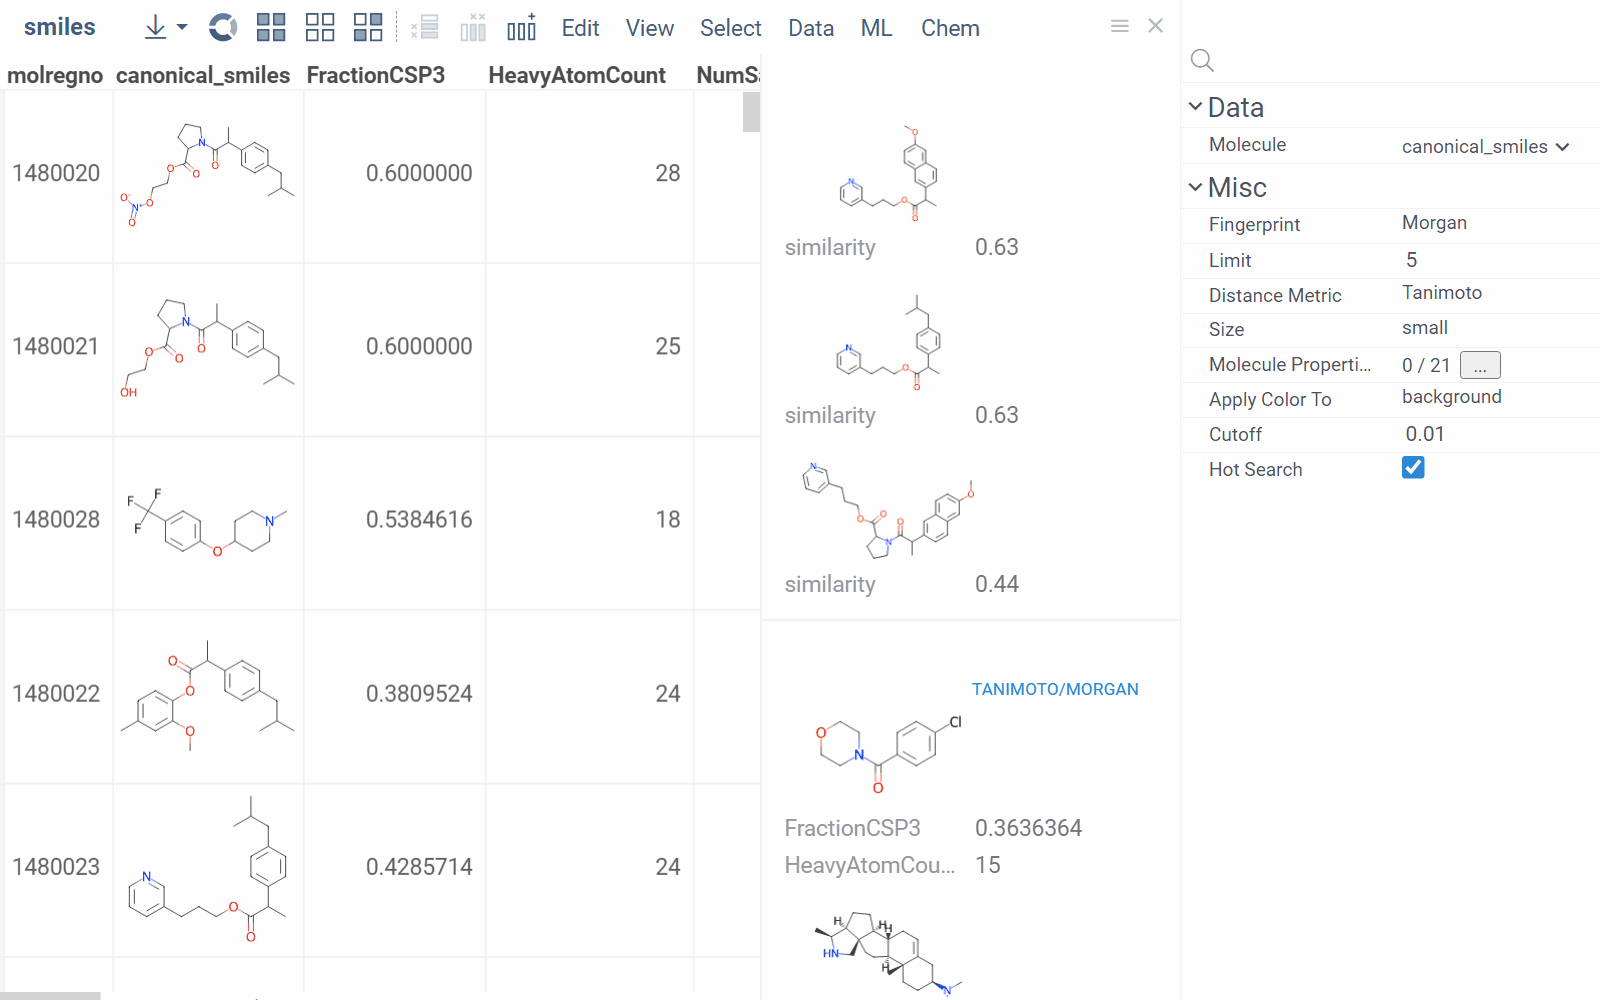 smiles
Edit View Select Data ML Chem
molregno canonical_smiles FractionCSP3 HeavyAtomCount NumS
1480020 0.6000000 28
N O O O O⁻ N⁺ O O
1480021 0.6000000 25
N O O O OH
1480028 0.5384616 18
F F F O N
1480022 0.3809524 24
O O O
1480023 0.4285714 24
N O O
O N O O
similarity 0.63
N O O
similarity 0.63
N O O O N O
similarity 0.44
TANIMOTO/MORGAN
O N O Cl
FractionCSP3 0.3636364
HeavyAtomCou... 15
H H H HN H N
Data
Molecule canonical_smiles
Misc
Fingerprint Morgan
Limit 5
Distance Metric Tanimoto
Size small
Molecule Properti... 0 / 21 ...
Apply Color To background
Cutoff 0.01
Hot Search